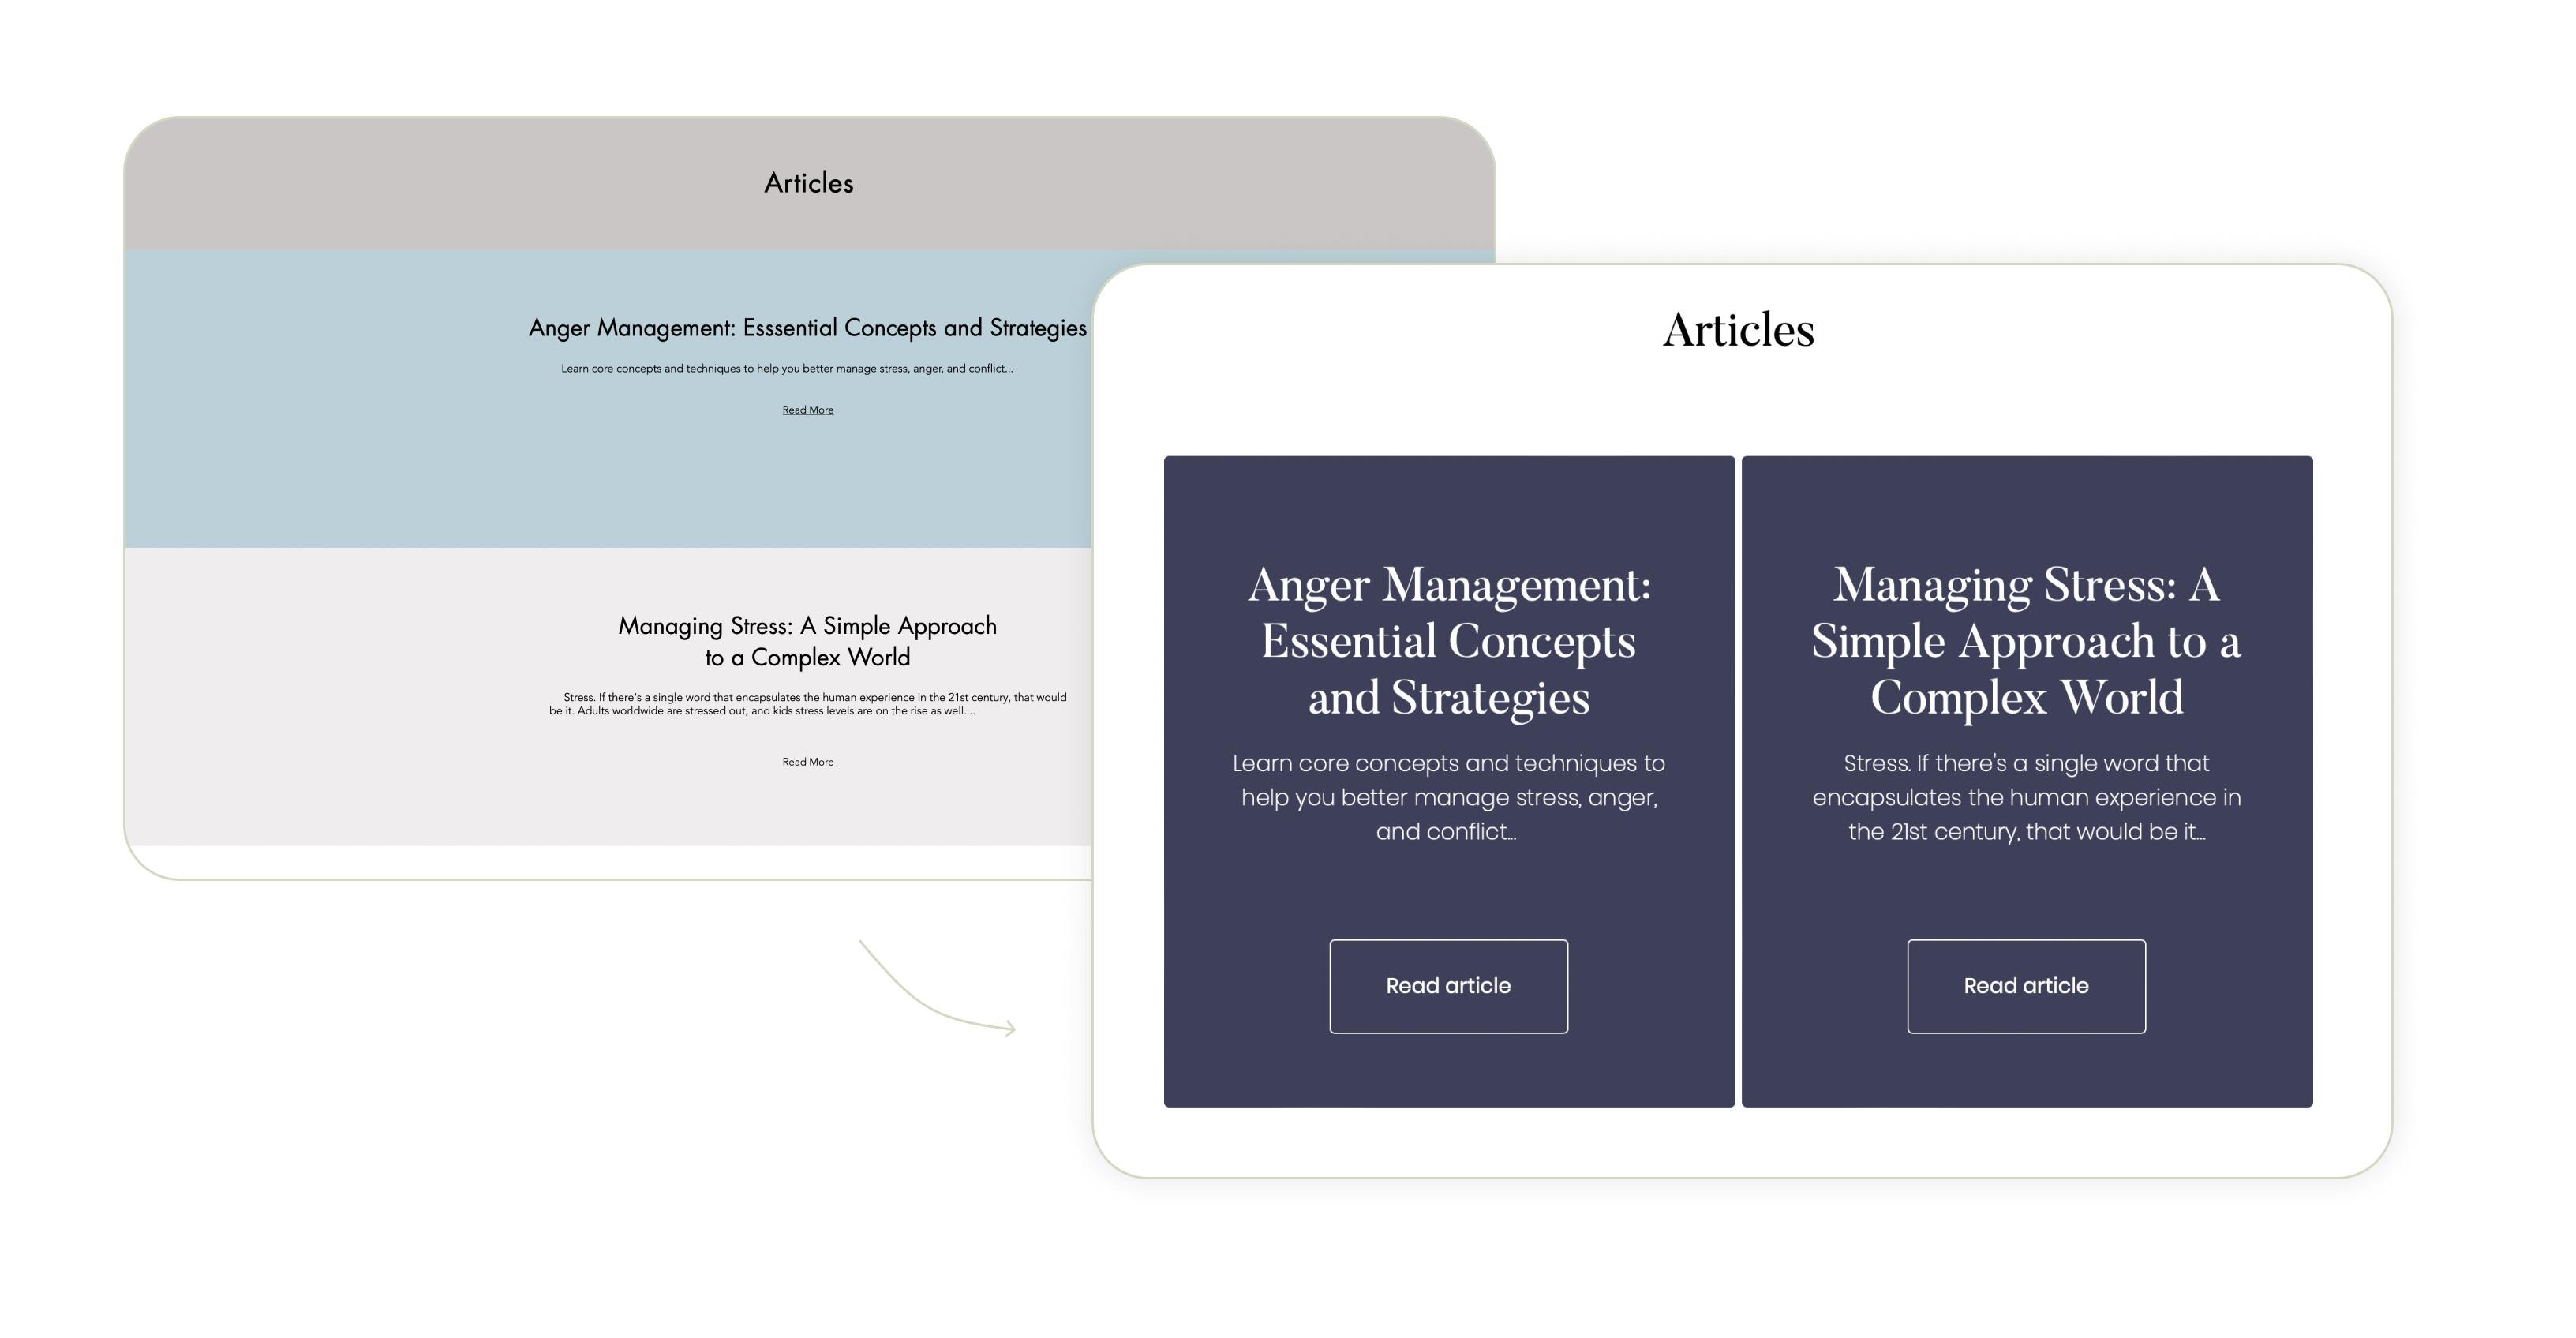 Articles
Anger Management: Esssential Concepts and Strategies
Learn core concepts and techniques to help you better manage stress, anger, and conflict...
Read More
Managing Stress: A Simple Approach
to a Complex World
Stress. If there's a single word that encapsulates the human experience in the 21st century, that would
be it. Adults worldwide are stressed out, and kids stress levels are on the rise as well....
Read More
Articles
Anger Management:
Essential Concepts
and Strategies
Learn core concepts and techniques to
help you better manage stress, anger,
and conflict...
Read article
Managing Stress: A
Simple Approach to a
Complex World
Stress. If there's a single word that
encapsulates the human experience in
the 21st century, that would be it...
Read article